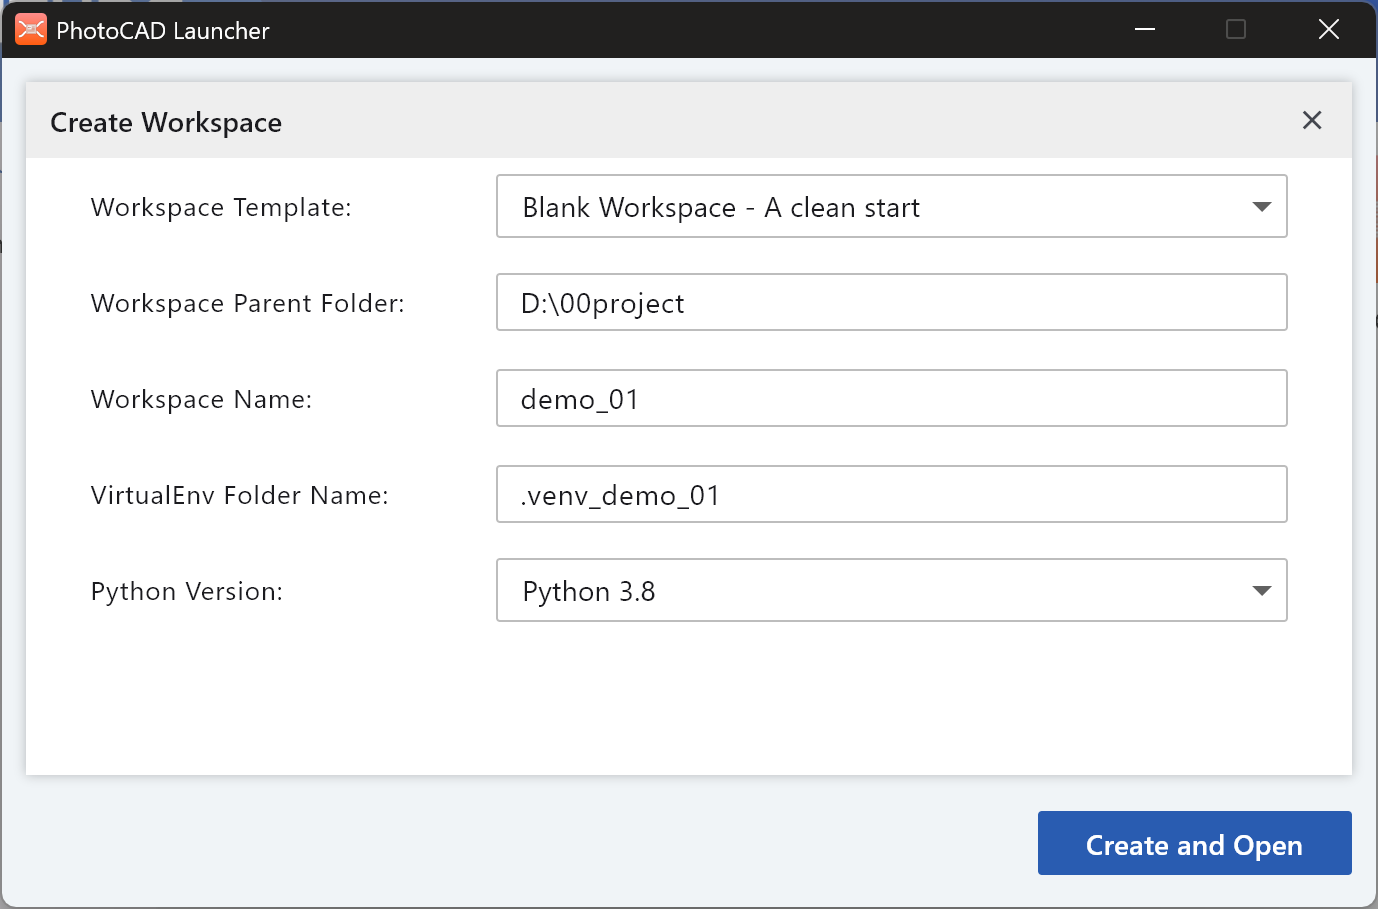 PhotoCAD Launcher
Create Workspace
Workspace Template:
Blank Workspace - A clean start
Workspace Parent Folder:
D:\00project
Workspace Name:
demo_01
VirtualEnv Folder Name:
.venv_demo_01
Python Version:
Python 3.8
Create and Open